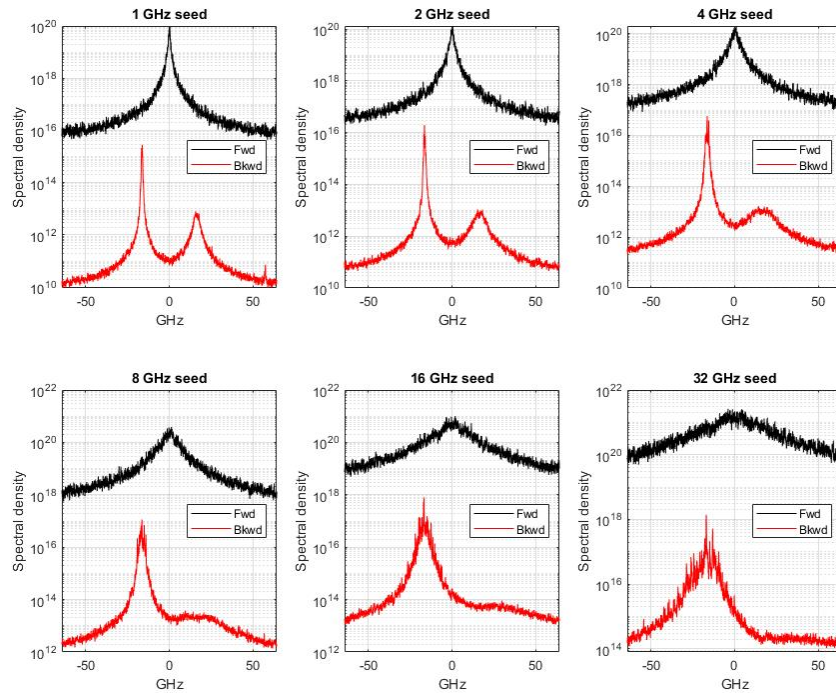 1 GHz seed
10^20
10^18
10^16
10^14
10^12
10^10
Spectral density
Fwd
Bkwd
-50 0 50
GHz
2 GHz seed
10^20
10^18
10^16
10^14
10^12
10^10
Spectral density
Fwd
Bkwd
-50 0 50
GHz
4 GHz seed
10^20
10^18
10^16
10^14
10^12
10^10
Spectral density
Fwd
Bkwd
-50 0 50
GHz
8 GHz seed
10^22
10^20
10^18
10^16
10^14
10^12
Spectral density
Fwd
Bkwd
-50 0 50
GHz
16 GHz seed
10^22
10^20
10^18
10^16
10^14
10^12
Spectral density
Fwd
Bkwd
-50 0 50
GHz
32 GHz seed
10^22
10^20
10^18
10^16
10^14
Spectral density
Fwd
Bkwd
-50 0 50
GHz